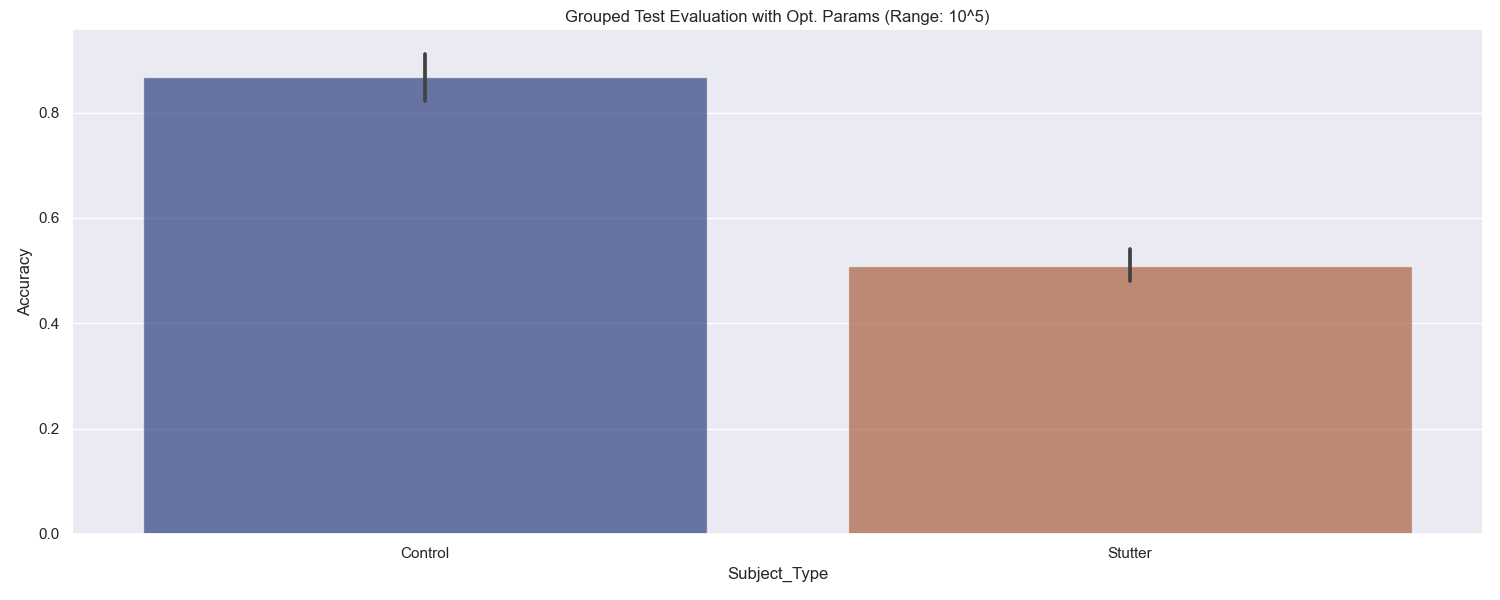 Grouped Test Evaluation with Opt. Params (Range: 10^5)
Accuracy
0.8
0.6
0.4
0.2
0.0
Control
Stutter
Subject_Type